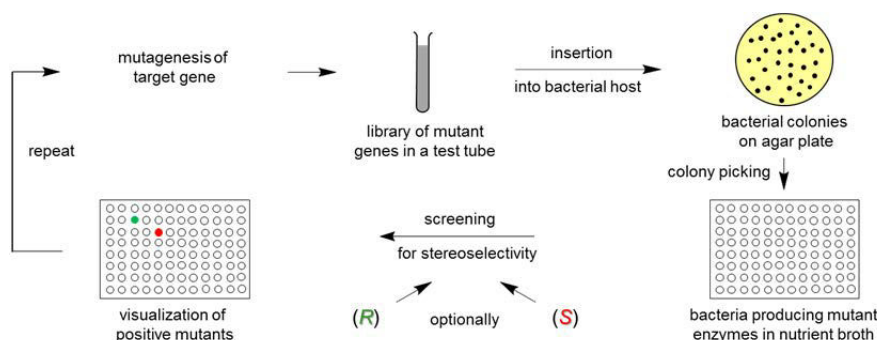 mutagenesis of
target gene
library of mutant
genes in a test tube
insertion
into bacterial host
bacterial colonies
on agar plate
colony picking
bacteria producing mutant
enzymes in nutrient broth
screening
for stereoselectivity
(R)
optionally
(S)
visualization of
positive mutants
repeat